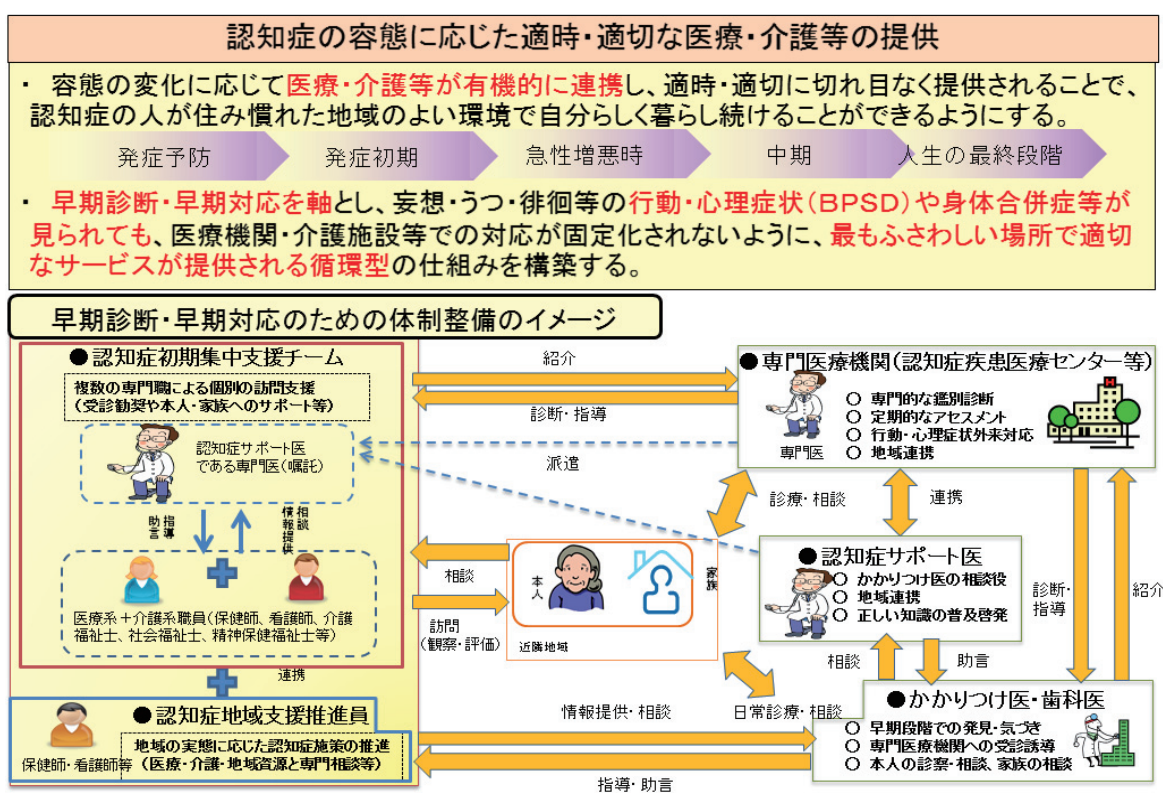 認知症の容態に応じた適時・適切な医療・介護等の提供
・ 容態の変化に応じて医療・介護等が有機的に連携し、適時・適切に切れ目なく提供されることで、
認知症の人が住み慣れた地域のよい環境で自分らしく暮らし続けることができるようにする。
発症予防
発症初期
急性増悪時
中期
人生の最終段階
・ 早期診断・早期対応を軸とし、妄想・うつ・徘徊等の行動・心理症状(BPSD)や身体合併症等が
見られても、医療機関・介護施設等での対応が固定化されないように、最もふさわしい場所で適切
なサービスが提供される循環型の仕組みを構築する。
早期診断・早期対応のための体制整備のイメージ
●認知症初期集中支援チーム
複数の専門職による個別の訪問支援
(受診勧奨や本人・家族へのサポート等)
認知症サポート医
である専門医(嘱託)
指導
助言
相談
情報提供
医療系+介護系職員(保健師、看護師、介護
福祉士、社会福祉士、精神保健福祉士等)
連携
●認知症地域支援推進員
地域の実態に応じた認知症施策の推進
(医療・介護・地域資源と専門相談等)
保健師・看護師等
紹介
診断・指導
派遣
相談
訪問
(観察・評価)
本人
家族
近隣地域
●専門医療機関(認知症疾患医療センター等)
○ 専門的な鑑別診断
○ 定期的なアセスメント
○ 行動・心理症状外来対応
○ 地域連携
専門医
診療・相談
連携
●認知症サポート医
○ かかりつけ医の相談役
○ 地域連携
○ 正しい知識の普及啓発
診断・
指導
紹介
相談
助言
日常診療・相談
●かかりつけ医・歯科医
○ 早期段階での発見・気づき
○ 専門医療機関への受診誘導
○ 本人の診察・相談、家族の相談
情報提供・相談
指導・助言
H